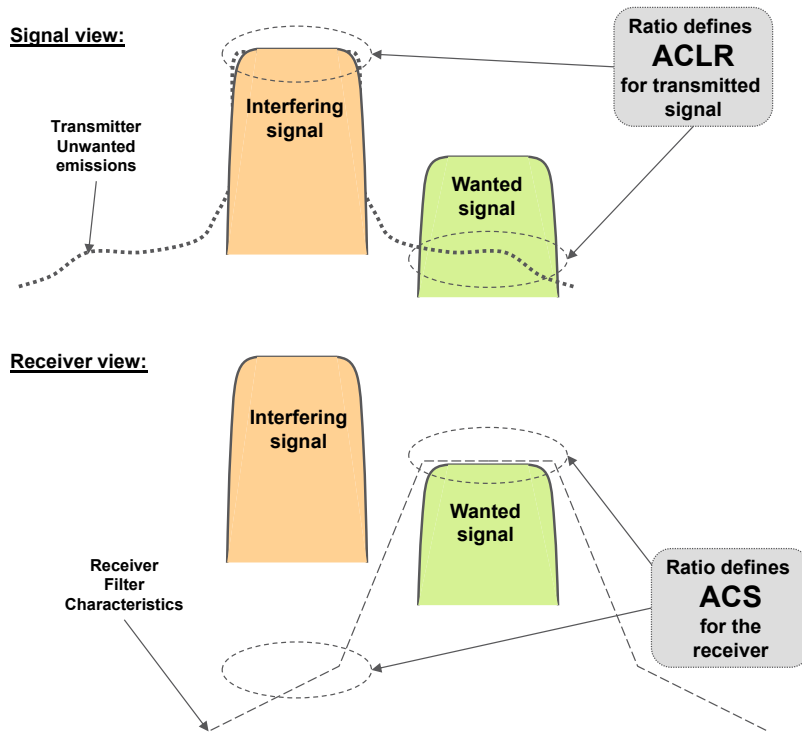 Signal view:
Ratio defines
ACLR
for transmitted
signal
Interfering
signal
Transmitter
Unwanted
emissions
Wanted
signal
Receiver view:
Interfering
signal
Wanted
signal
Receiver
Filter
Characteristics
Ratio defines
ACS
for the
receiver